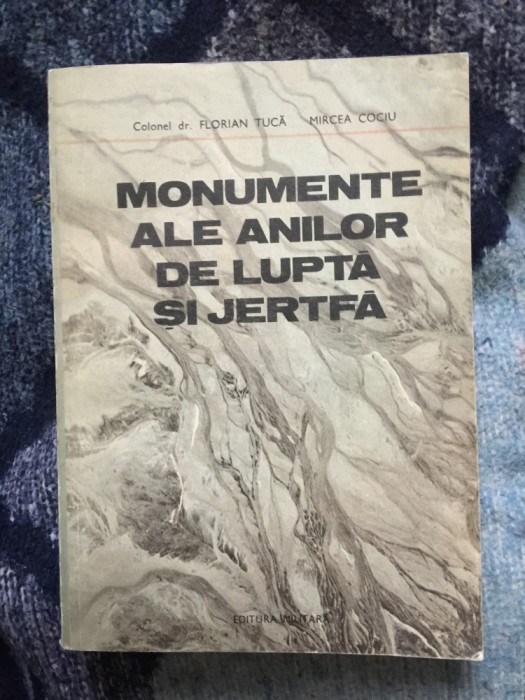 Colonel dr. FLORIAN TUCĂ MIRCEA COCIU
MONUMENTE
ALE ANILOR
DE LUPTĂ
ȘI JERTFĂ
EDITURA MILITARĂ